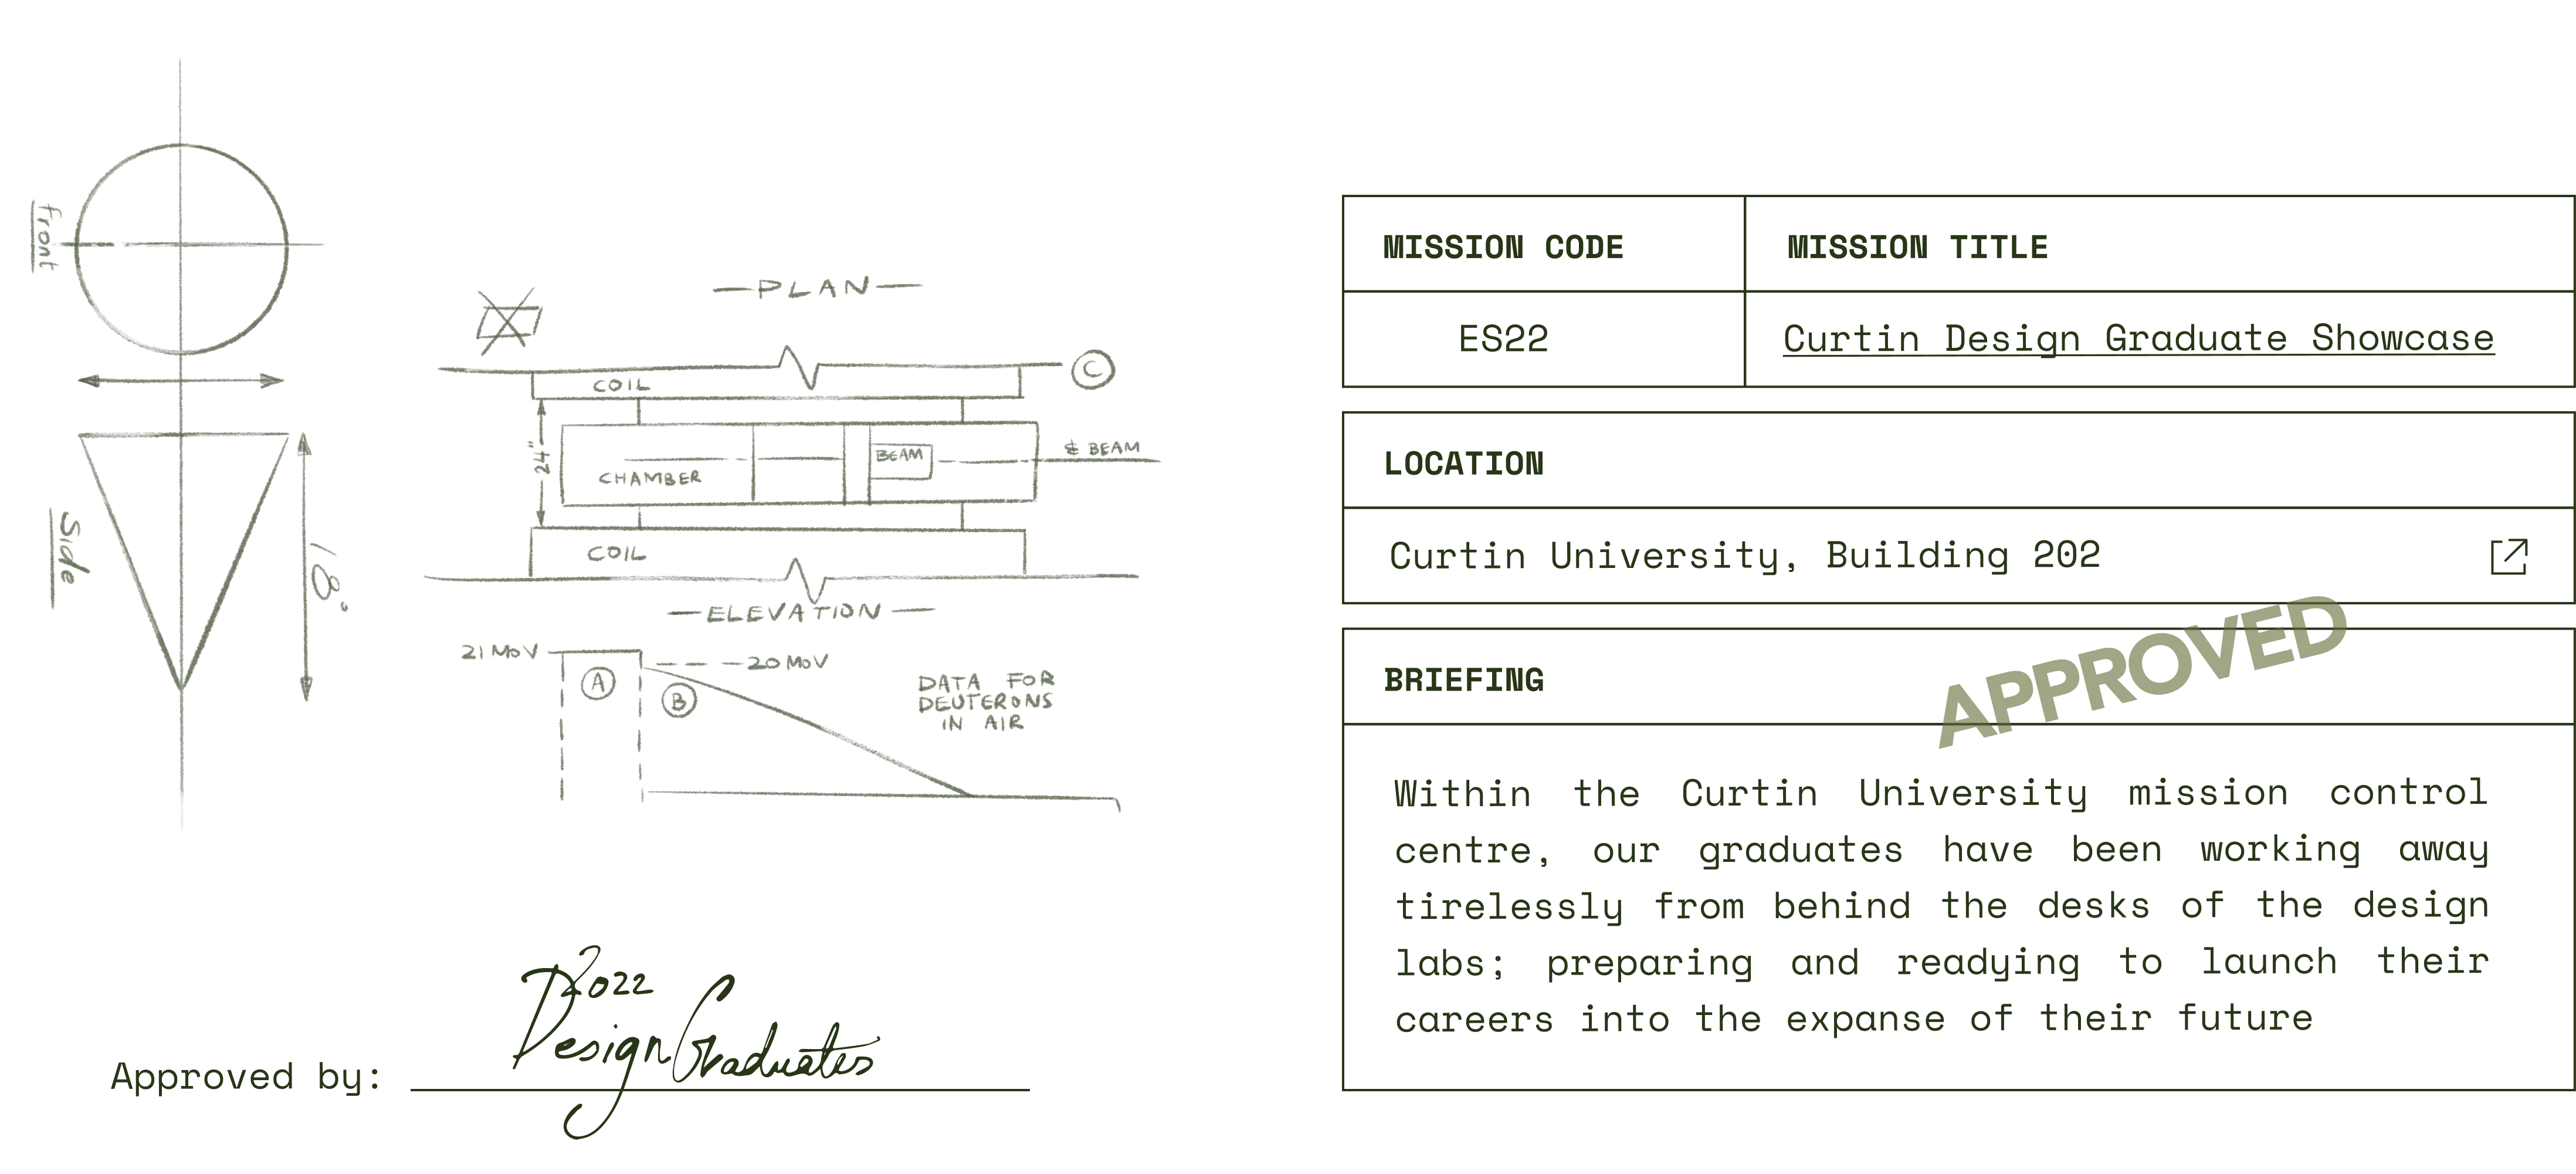 front
side
18°
PLAN
COIL
C
24"
CHAMBER
BEAM
BEAM
COIL
ELEVATION
21 MoV
20 MoV
A
B
DATA FOR
DEUTERONS
IN AIR
2022
Design Graduates
Approved by:
MISSION CODE
MISSION TITLE
ES22
Curtin Design Graduate Showcase
LOCATION
Curtin University, Building 202
APPROVED
BRIEFING
Within the Curtin University mission control
centre, our graduates have been working away
tirelessly from behind the desks of the design
labs; preparing and readying to launch their
careers into the expanse of their future